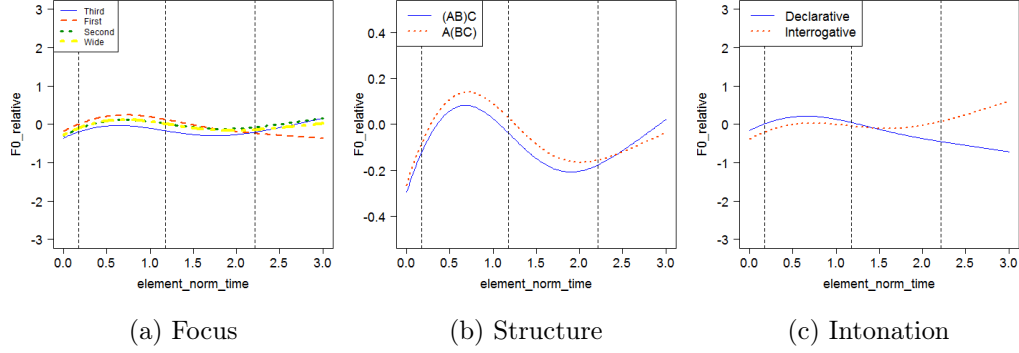 Third
First
Second
Wide
3
2
1
0
-1
-2
-3
F0_relative
0.0 0.5 1.0 1.5 2.0 2.5 3.0
element_norm_time
(a) Focus
(AB)C
A(BC)
0.4
0.2
0.0
-0.2
-0.4
F0_relative
0.0 0.5 1.0 1.5 2.0 2.5 3.0
element_norm_time
(b) Structure
Declarative
Interrogative
3
2
1
0
-1
-2
-3
F0_relative
0.0 0.5 1.0 1.5 2.0 2.5 3.0
element_norm_time
(c) Intonation